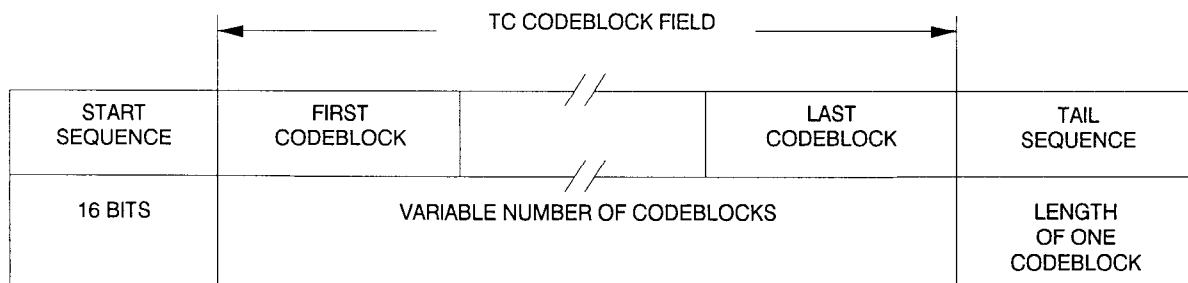 TC CODEBLOCK FIELD
START
SEQUENCE
FIRST
CODEBLOCK
LAST
CODEBLOCK
TAIL
SEQUENCE
16 BITS
VARIABLE NUMBER OF CODEBLOCKS
LENGTH
OF ONE
CODEBLOCK